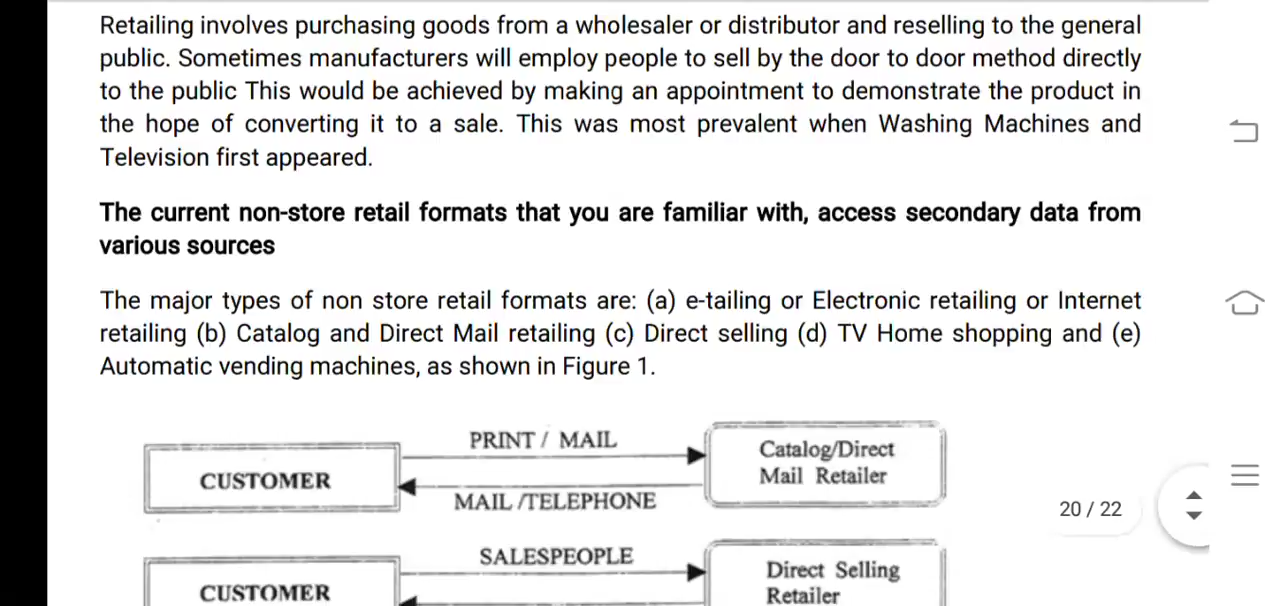 Retailing involves purchasing goods from a wholesaler or distributor and reselling to the general
public. Sometimes manufacturers will employ people to sell by the door to door method directly
to the public This would be achieved by making an appointment to demonstrate the product in
the hope of converting it to a sale. This was most prevalent when Washing Machines and
Television first appeared.
The current non-store retail formats that you are familiar with, access secondary data from
various sources
The major types of non store retail formats are: (a) e-tailing or Electronic retailing or Internet
retailing (b) Catalog and Direct Mail retailing (c) Direct selling (d) TV Home shopping and (e)
Automatic vending machines, as shown in Figure 1.
PRINT / MAIL
Catalog/Direct
Mail Retailer
CUSTOMER
MAIL /TELEPHONE
20 / 22
SALESPEOPLE
Direct Selling
Retailer
CUSTOMER